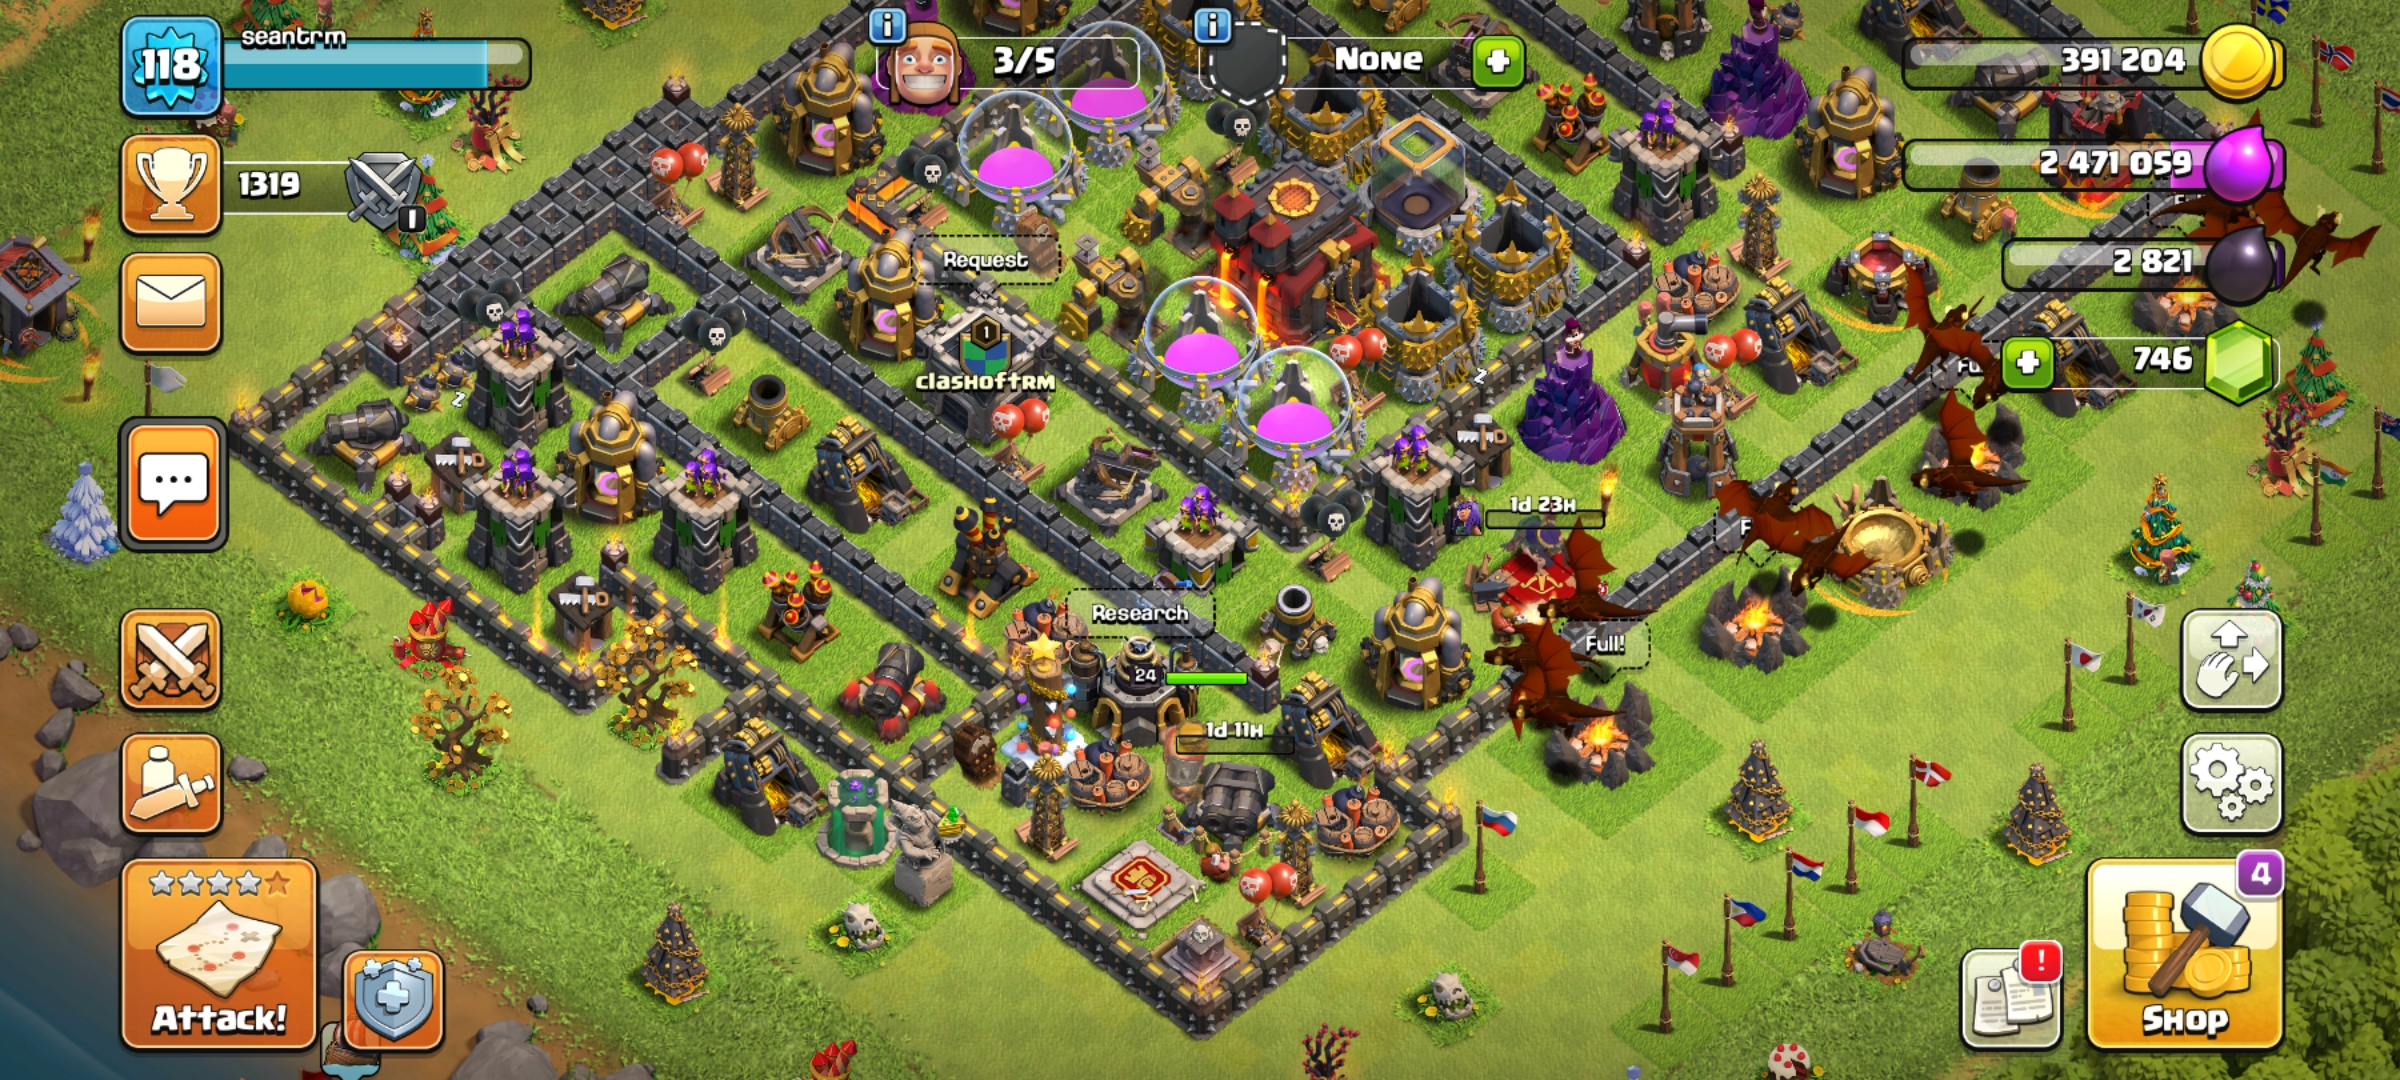 118
seantrm
i
3/5
i
None
391 204
1319
I
2 471 059
2 821
746
Request
1
clashoftRM
z
z
1d 23H
Research
Full!
24
1d 11H
Attack!
4
!
Shop